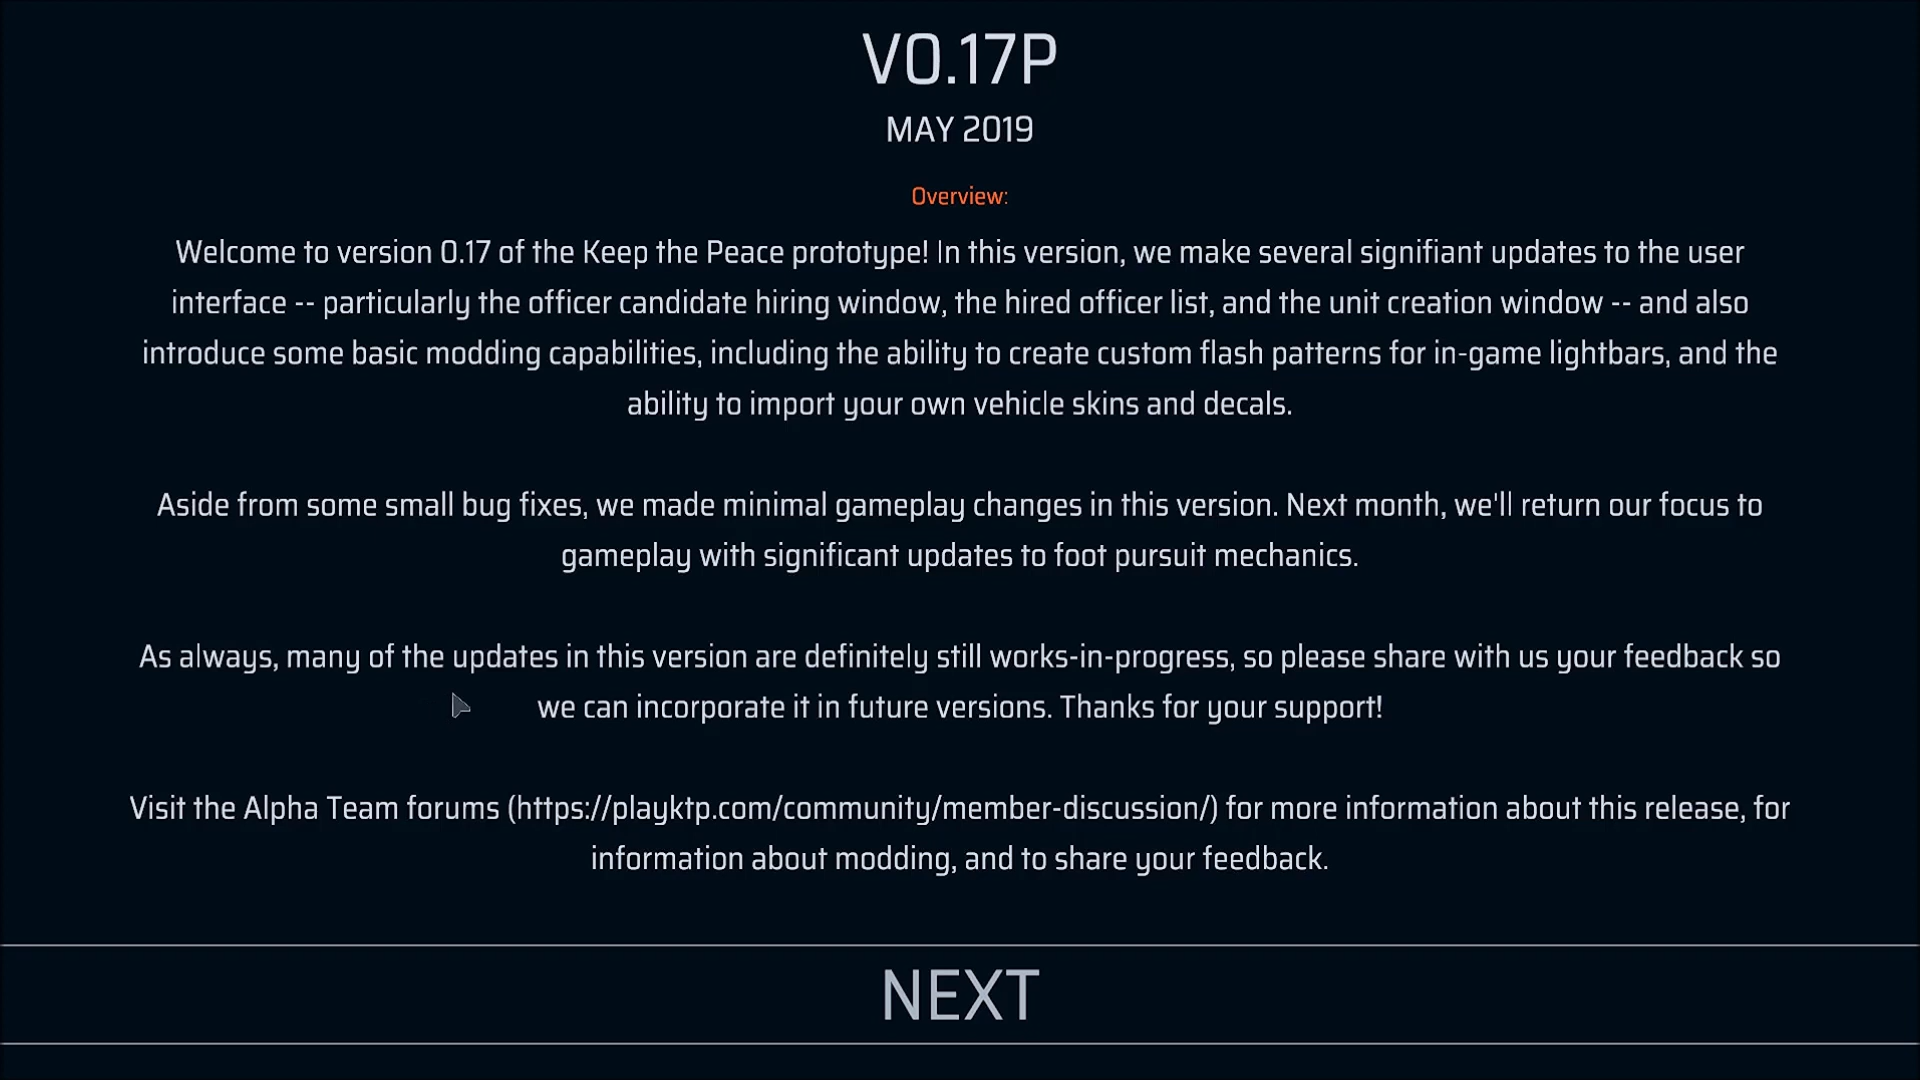 V0.17P
MAY 2019
Overview:
Welcome to version 0.17 of the Keep the Peace prototype! In this version, we make several signifiant updates to the user
interface -- particularly the officer candidate hiring window, the hired officer list, and the unit creation window -- and also
introduce some basic modding capabilities, including the ability to create custom flash patterns for in-game lightbars, and the
ability to import your own vehicle skins and decals.
Aside from some small bug fixes, we made minimal gameplay changes in this version. Next month, we'll return our focus to
gameplay with significant updates to foot pursuit mechanics.
As always, many of the updates in this version are definitely still works-in-progress, so please share with us your feedback so
we can incorporate it in future versions. Thanks for your support!
Visit the Alpha Team forums (https://playktp.com/community/member-discussion/) for more information about this release, for
information about modding, and to share your feedback.
NEXT